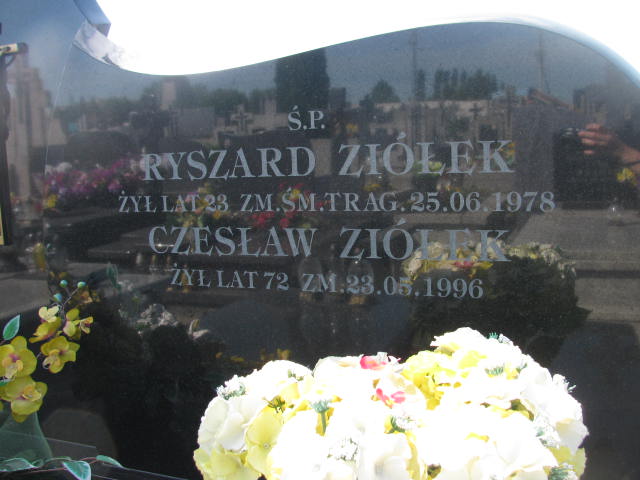 Ś.P.
RYSZARD ZIÓŁEK
ŻYŁ LAT 23 ZM. ŚM. TRAG. 25.06.1978
CZESŁAW ZIÓŁEK
ŻYŁ LAT 72 ZM. 23.05.1996